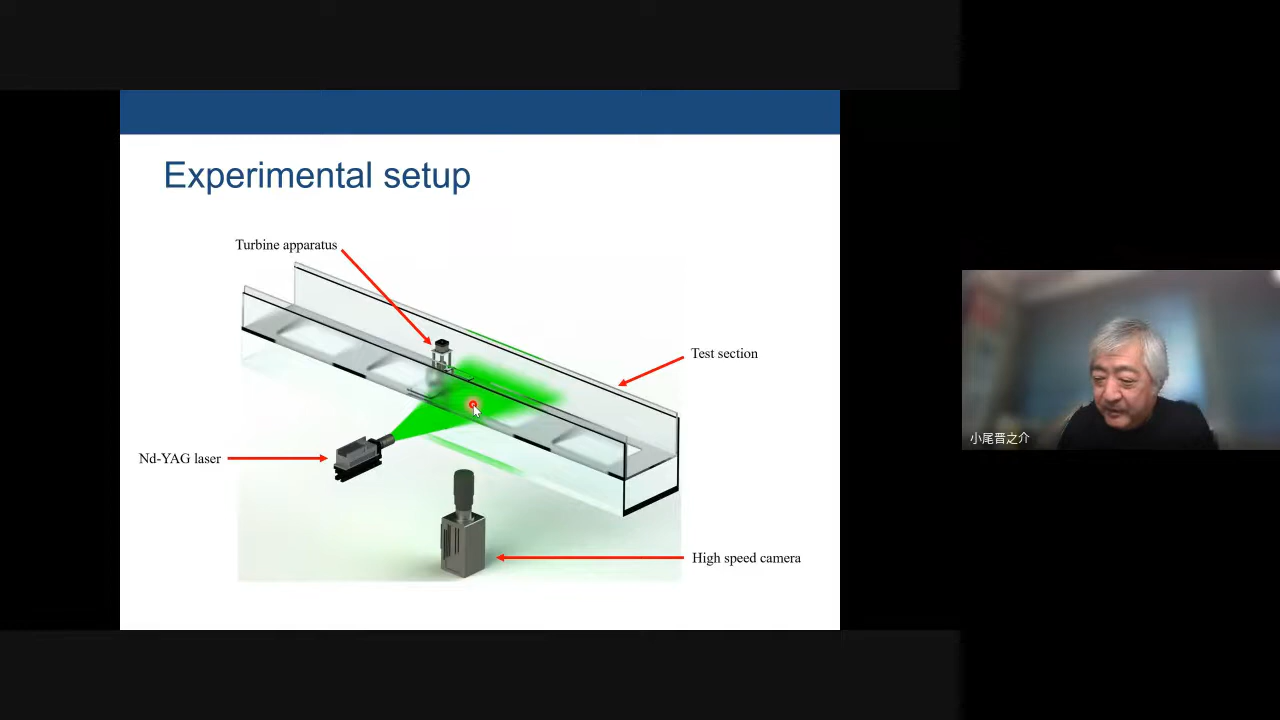 Experimental setup
Turbine apparatus
Test section
Nd-YAG laser
High speed camera
小尾晋之介